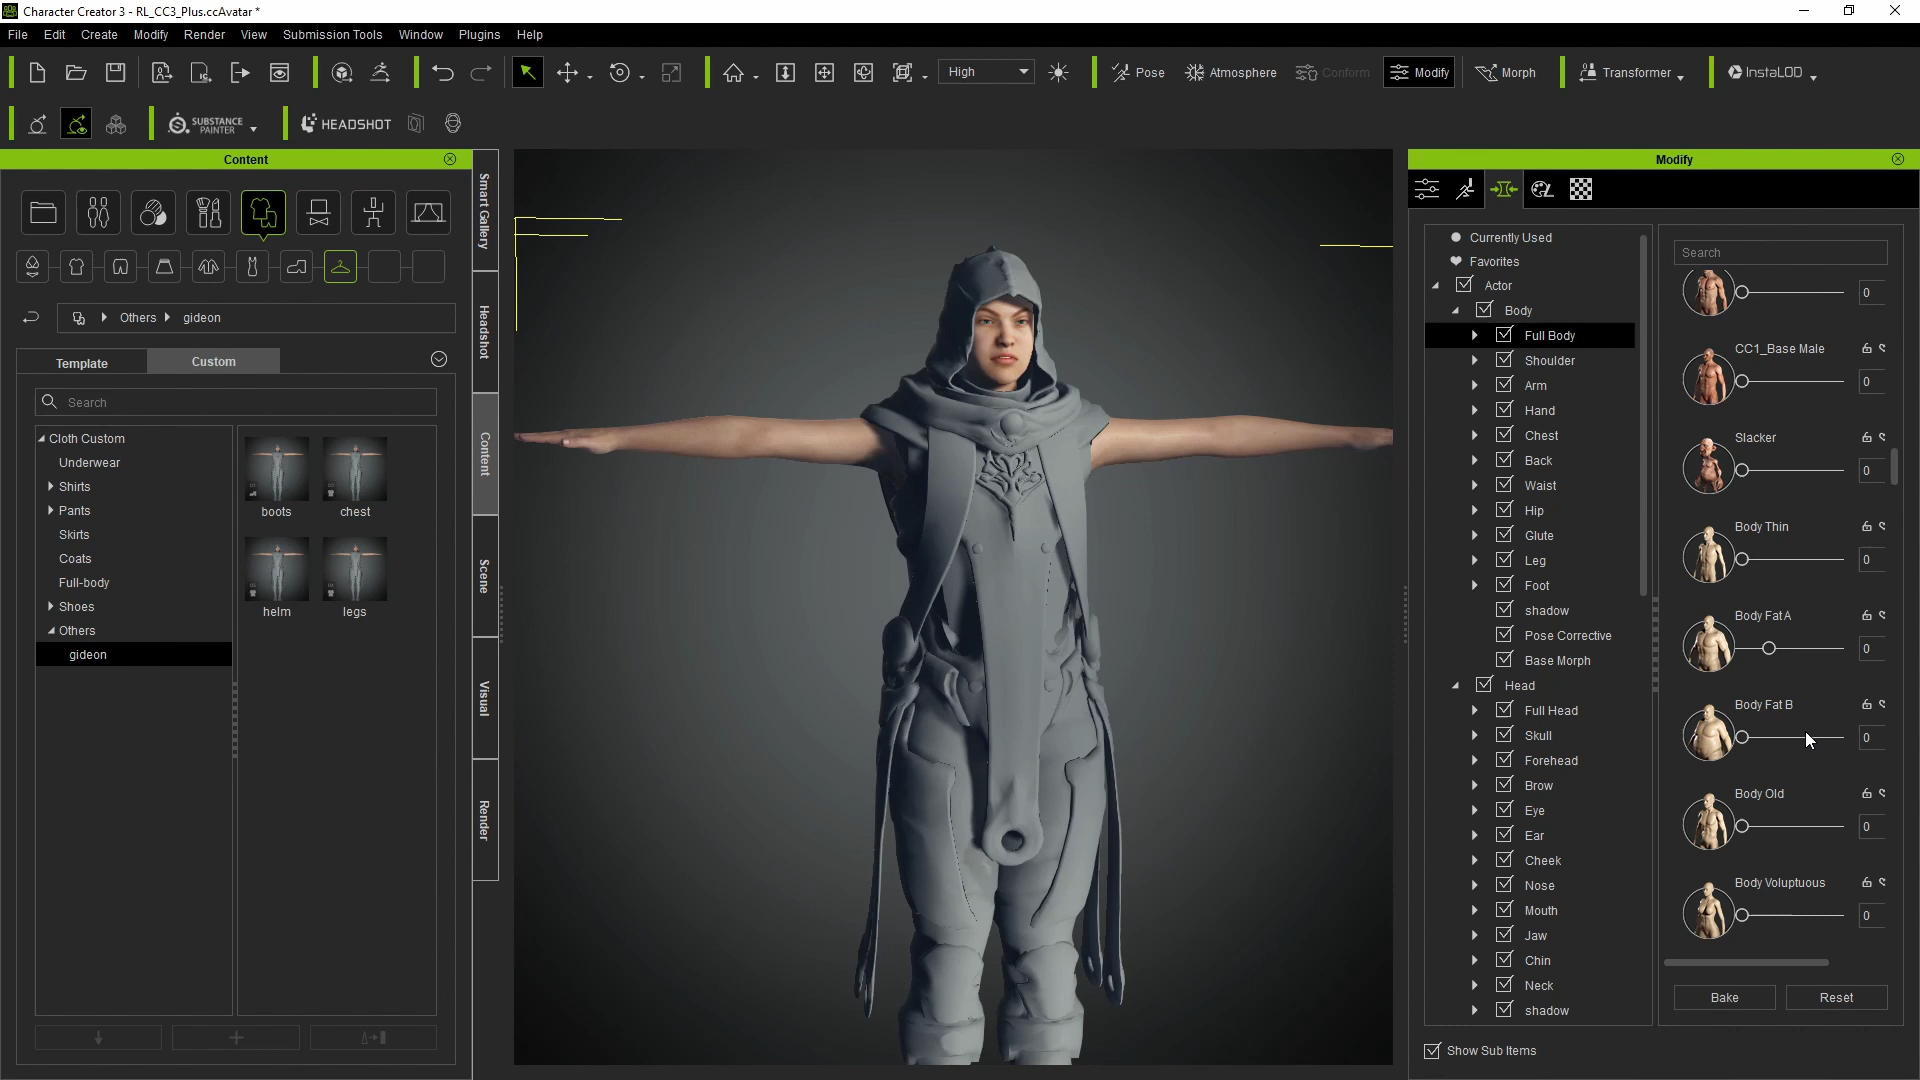 Character Creator 3 - RL_CC3_Plus.ccAvatar *
File Edit Create Modify Render View Submission Tools Window Plugins Help
High Pose Atmosphere Conform Modify Morph Transformer InstaLOD
SUBSTANCE
PAINTER
HEADSHOT
Content
Others gideon
Template Custom
Search
Cloth Custom
Underwear
Shirts
Pants
Skirts
Coats
Full-body
Shoes
Others
gideon
boots chest
helm legs
Smart Gallery
Headshot
Content
Scene
Visual
Render
Modify
Currently Used
Favorites
Actor
Body
Full Body
Shoulder
Arm
Hand
Chest
Back
Waist
Hip
Glute
Leg
Foot
shadow
Pose Corrective
Base Morph
Head
Full Head
Skull
Forehead
Brow
Eye
Ear
Cheek
Nose
Mouth
Jaw
Chin
Neck
shadow
Show Sub Items
Search
0
CC1_Base Male
0
Slacker
0
Body Thin
0
Body Fat A
0
Body Fat B
0
Body Old
0
Body Voluptuous
0
Bake Reset